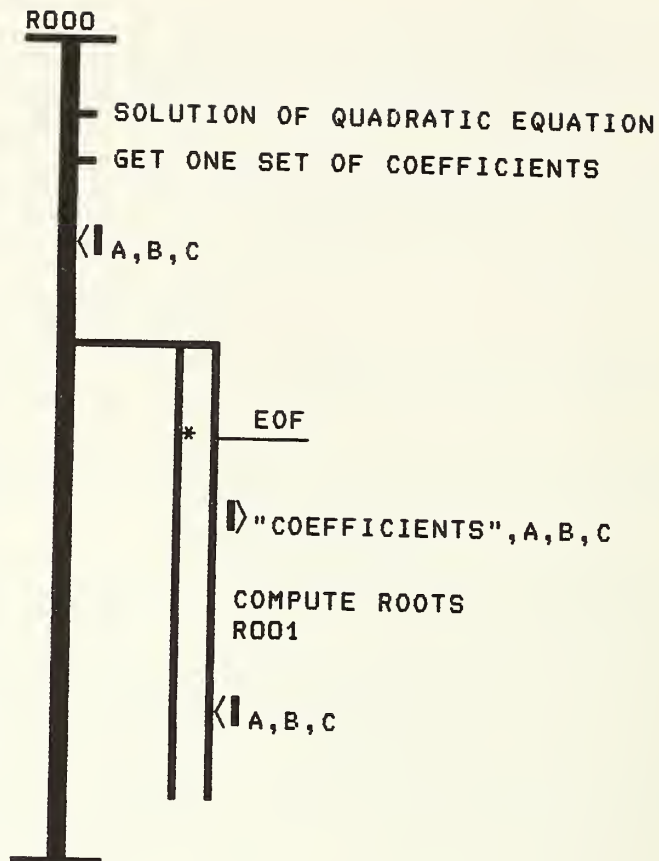 R000
SOLUTION OF QUADRATIC EQUATION
GET ONE SET OF COEFFICIENTS
A,B,C
* EOF
"COEFFICIENTS",A,B,C
COMPUTE ROOTS
R001
A,B,C